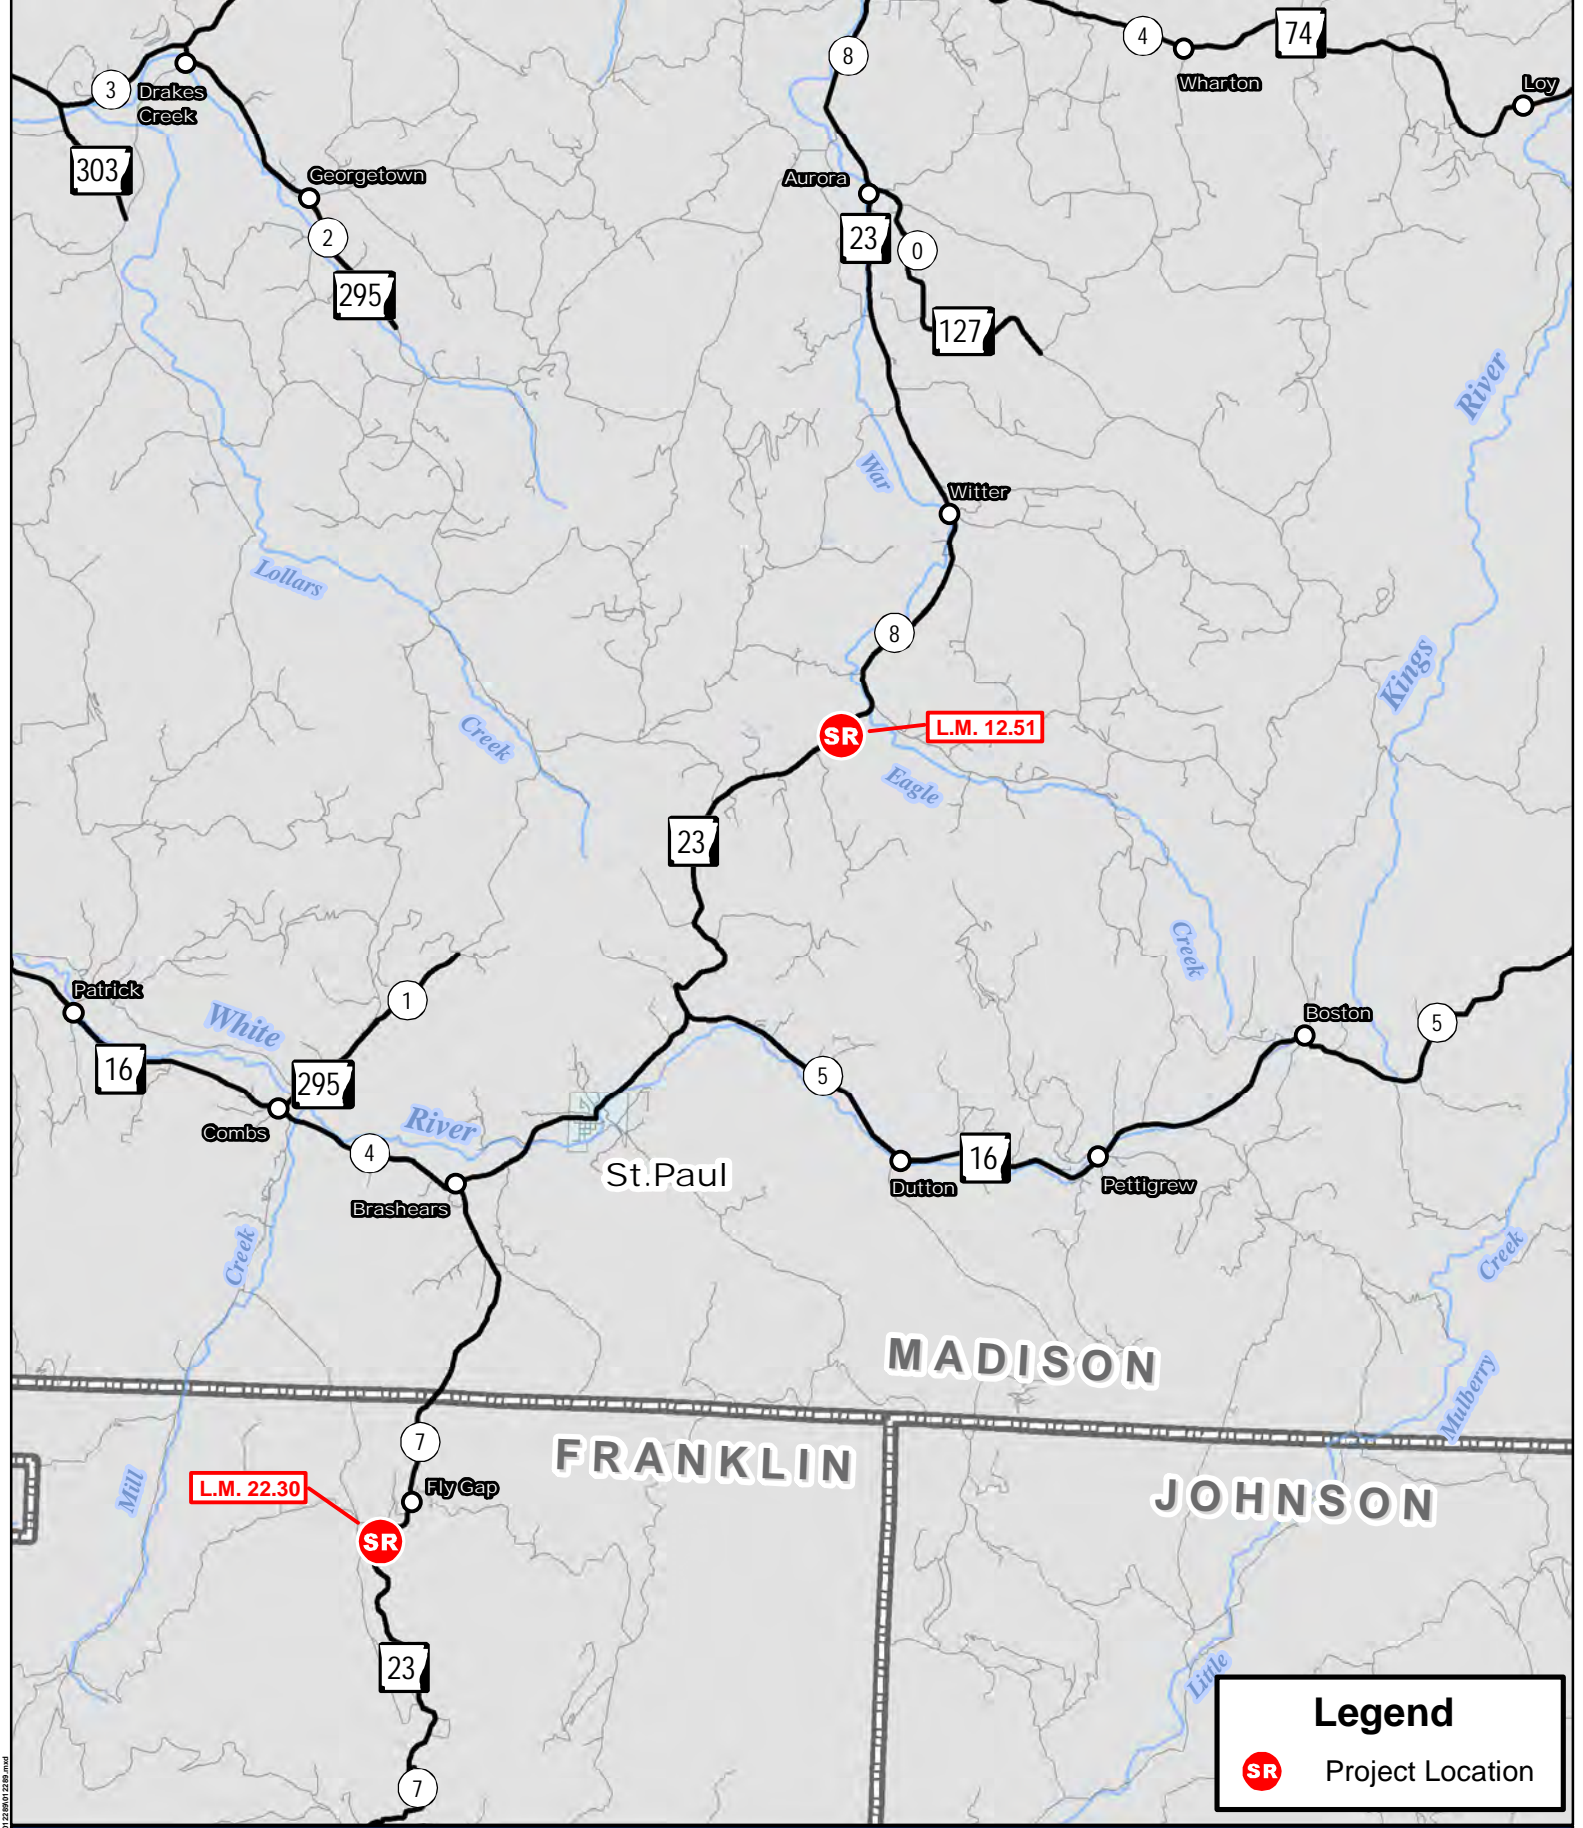 8
4
74
Wharton
Loy
3
Drakes
Creek
303
Georgetown
Aurora
2
23
0
295
127
River
War
Witter
Lollars
8
Kings
Creek
SR
L.M. 12.51
Eagle
23
Creek
Patrick
White
1
Boston
5
16
295
5
Combs
River
4
16
St.Paul
Brashears
Dutton
Pettigrew
Creek
Creek
MADISON
Mulberry
7
FRANKLIN
Mill
L.M. 22.30
Fly Gap
JOHNSON
SR
23
Little
7
Legend
SR Project Location
012289\012289.mxd